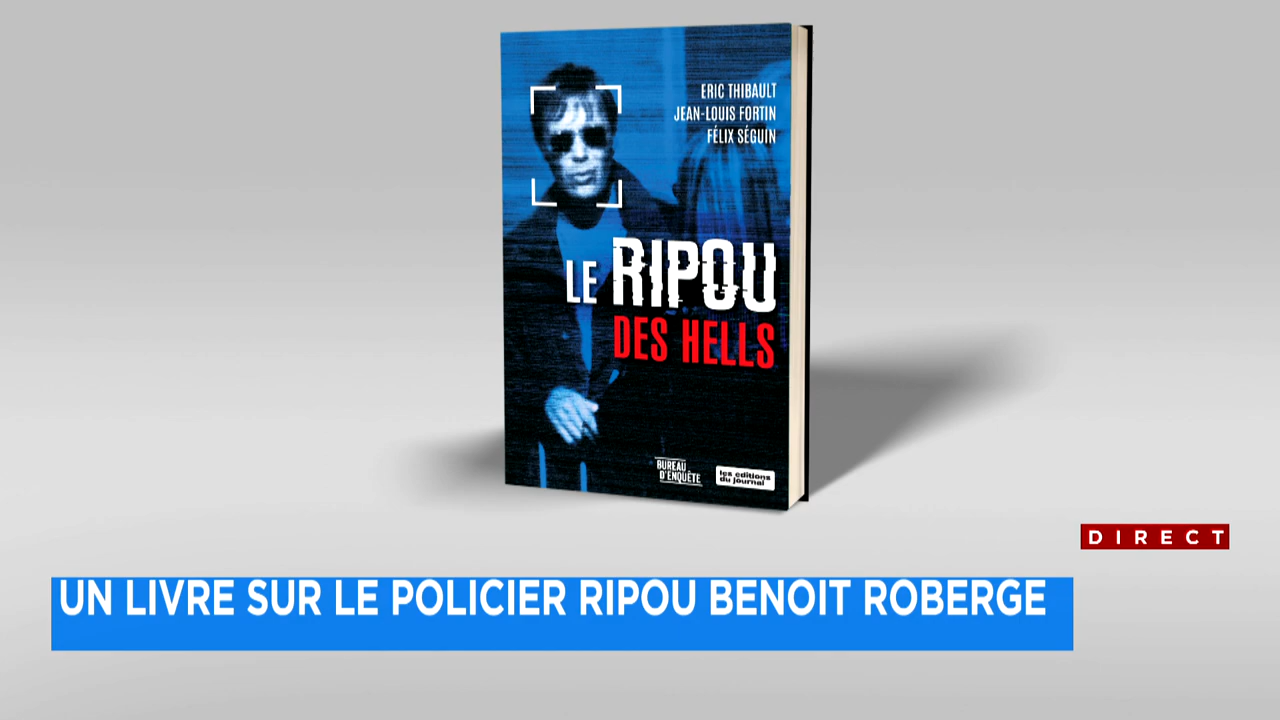 ERIC THIBAULT
JEAN-LOUIS FORTIN
FÉLIX SÉGUIN
LE RIPOU
DES HELLS
BUREAU
D'ENQUÊTE
les editions
du journal
DIRECT
UN LIVRE SUR LE POLICIER RIPOU BENOIT ROBERGE